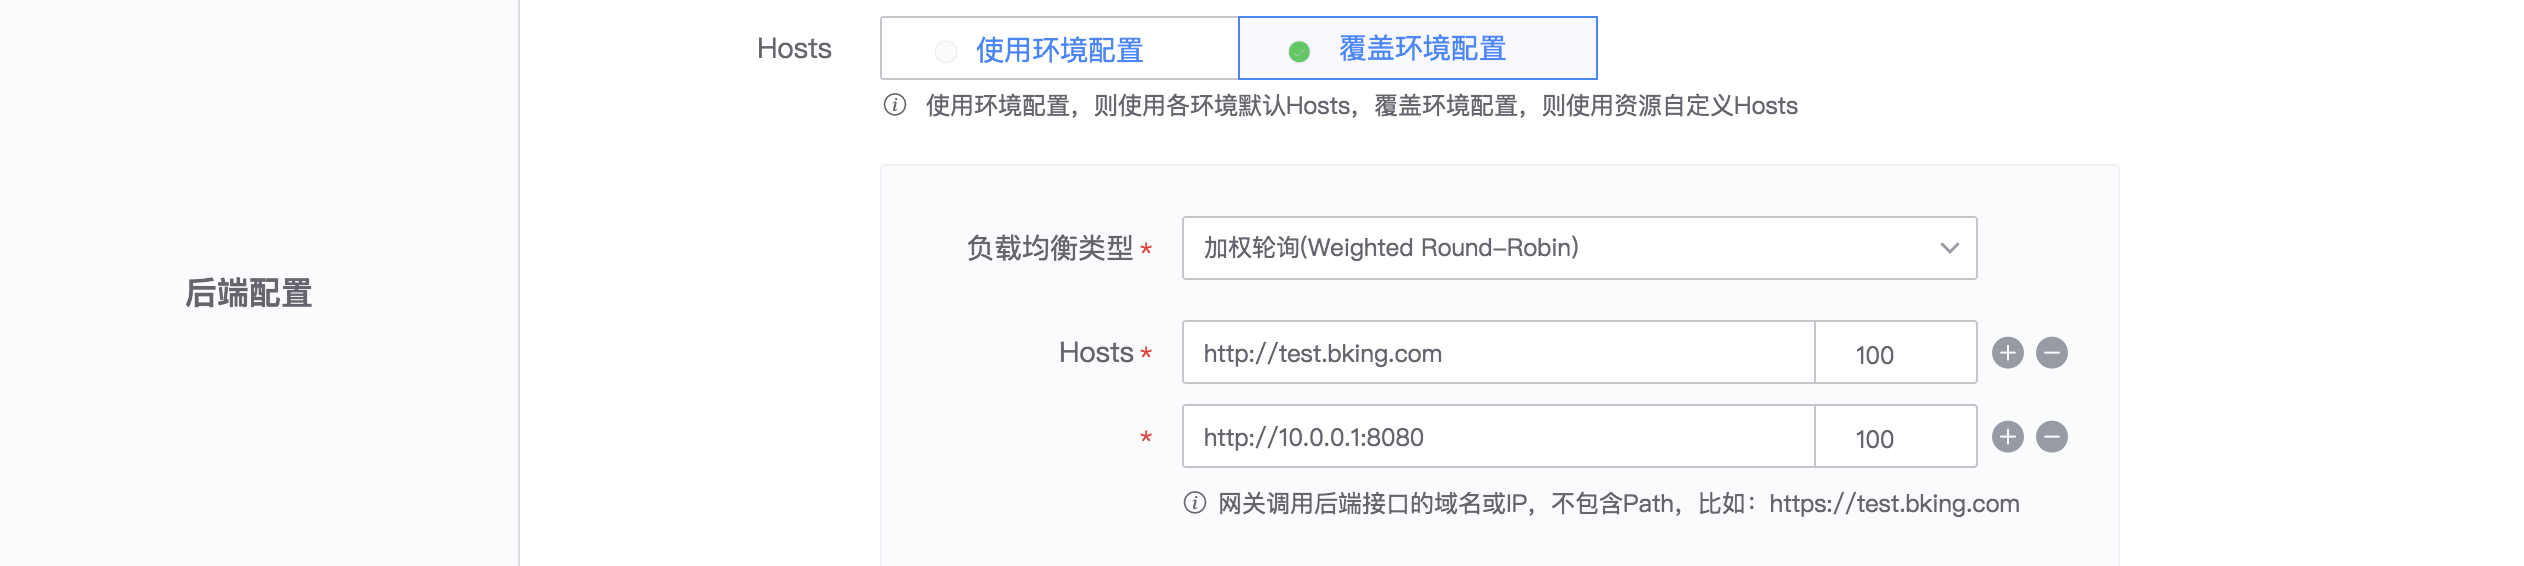 Hosts 使用环境配置 覆盖环境配置
使用环境配置，则使用各环境默认Hosts，覆盖环境配置，则使用资源自定义Hosts
后端配置
负载均衡类型 * 加权轮询(Weighted Round-Robin)
Hosts * http://test.bking.com 100
* http://10.0.0.1:8080 100
网关调用后端接口的域名或IP，不包含Path，比如：https://test.bking.com